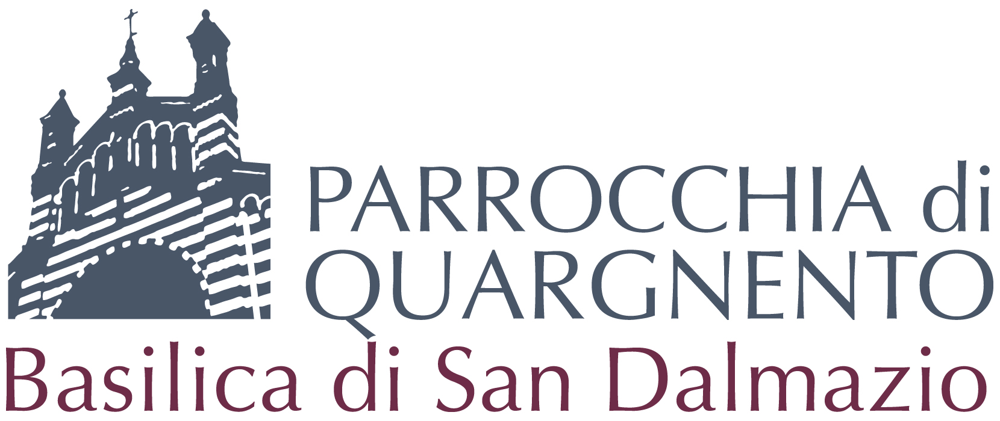 PARROCCHIA di
QUARGNENTO
Basilica di San Dalmazio